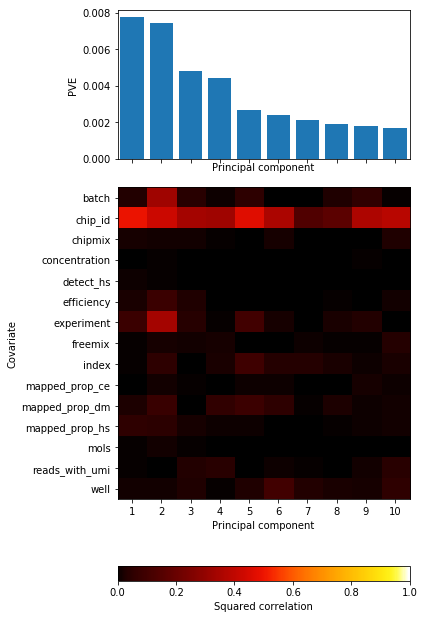 0.008
0.006
0.004
0.002
0.000
PVE
Principal component
batch
chip_id
chipmix
concentration
detect_hs
efficiency
experiment
freemix
index
mapped_prop_ce
mapped_prop_dm
mapped_prop_hs
mols
reads_with_umi
well
Covariate
1 2 3 4 5 6 7 8 9 10
Principal component
0.0 0.2 0.4 0.6 0.8 1.0
Squared correlation